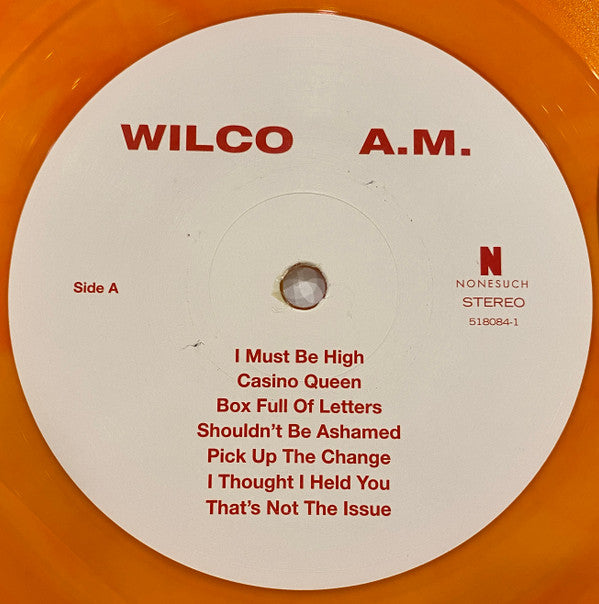 WILCO A.M.
Side A
N
NONESUCH
STEREO
518084-1
I Must Be High
Casino Queen
Box Full Of Letters
Shouldn't Be Ashamed
Pick Up The Change
I Thought I Held You
That's Not The Issue